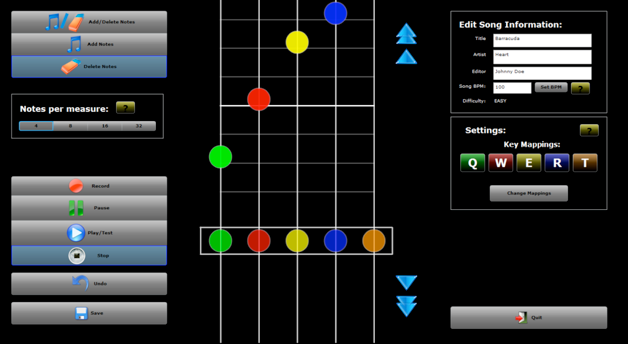 Add/Delete Notes
Add Notes
Delete Notes
Notes per measure: ?
4 8 16 32
Record
Pause
Play/Test
Stop
Undo
Save
Edit Song Information:
Title Barracuda
Artist Heart
Editor Johnny Doe
Song BPM: 100 Set BPM ?
Difficulty: EASY
Settings: ?
Key Mappings:
Q W E R T
Change Mappings
Quit